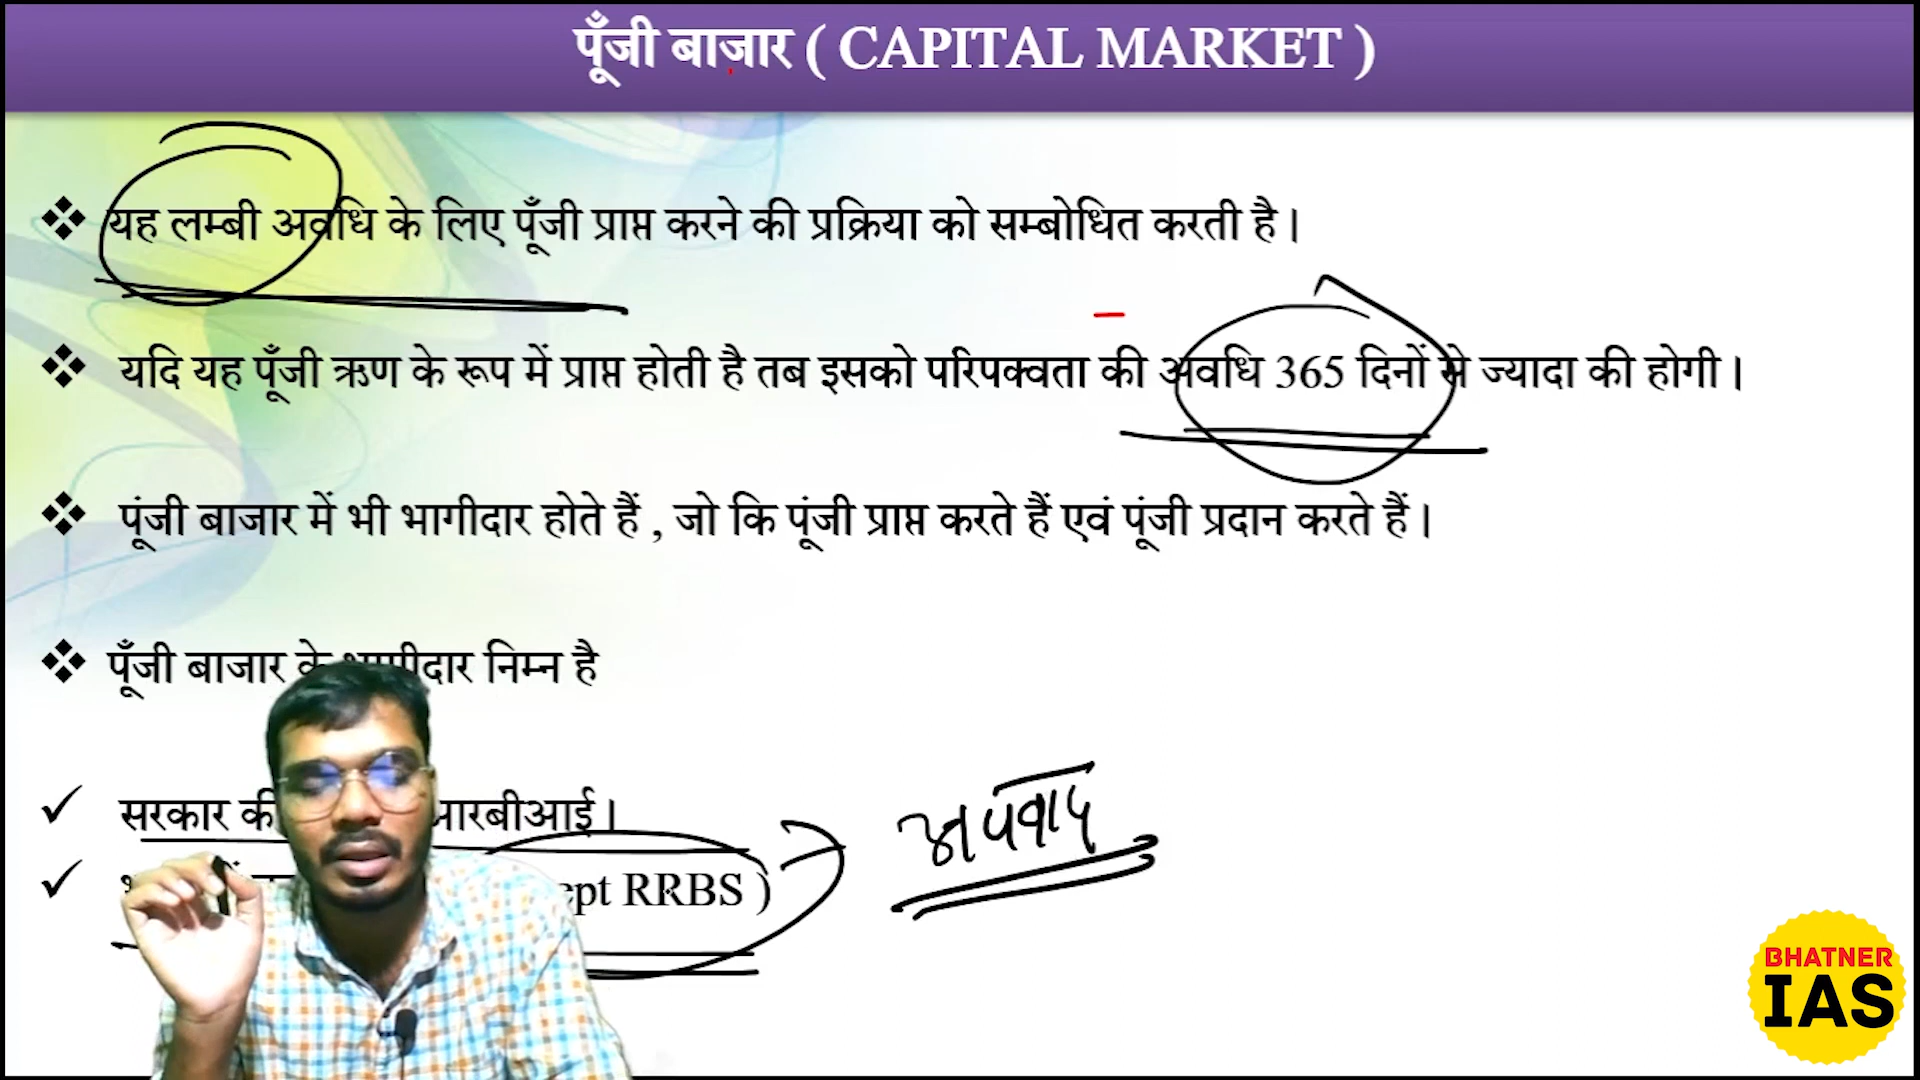 पूँजी बाजार ( CAPITAL MARKET )
यह लम्बी अवधि के लिए पूँजी प्राप्त करने की प्रक्रिया को सम्बोधित करती है।
यदि यह पूँजी ऋण के रूप में प्राप्त होती है तब इसको परिपक्वता की अवधि 365 दिनों से ज्यादा की होगी।
पूंजी बाजार में भी भागीदार होते हैं , जो कि पूंजी प्राप्त करते हैं एवं पूंजी प्रदान करते हैं।
पूँजी बाजार के भागीदार निम्न है
सरकार की आरबीआई।
RRBS )
अपवाद
BHATNER
IAS